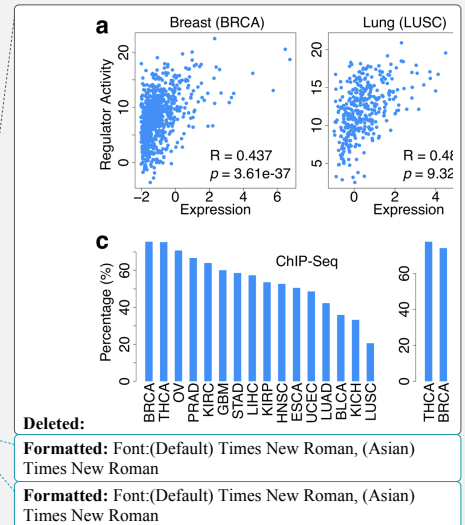 a
Breast (BRCA)
Lung (LUSC)
Regulator Activity
20
10
0
R = 0.437
p = 3.61e-37
−2 0 2 4 6
Expression
20
15
10
5
R = 0.48
p = 9.32
0 2 4
Expression
c
ChIP-Seq
Percentage (%)
60
40
20
0
BRCA
THCA
OV
PRAD
KIRC
GBM
STAD
LIHC
KIRP
HNSC
ESCA
UCEC
LUAD
BLCA
KICH
LUSC
60
40
20
0
THCA
BRCA
Deleted:
Formatted: Font:(Default) Times New Roman, (Asian)
Times New Roman
Formatted: Font:(Default) Times New Roman, (Asian)
Times New Roman